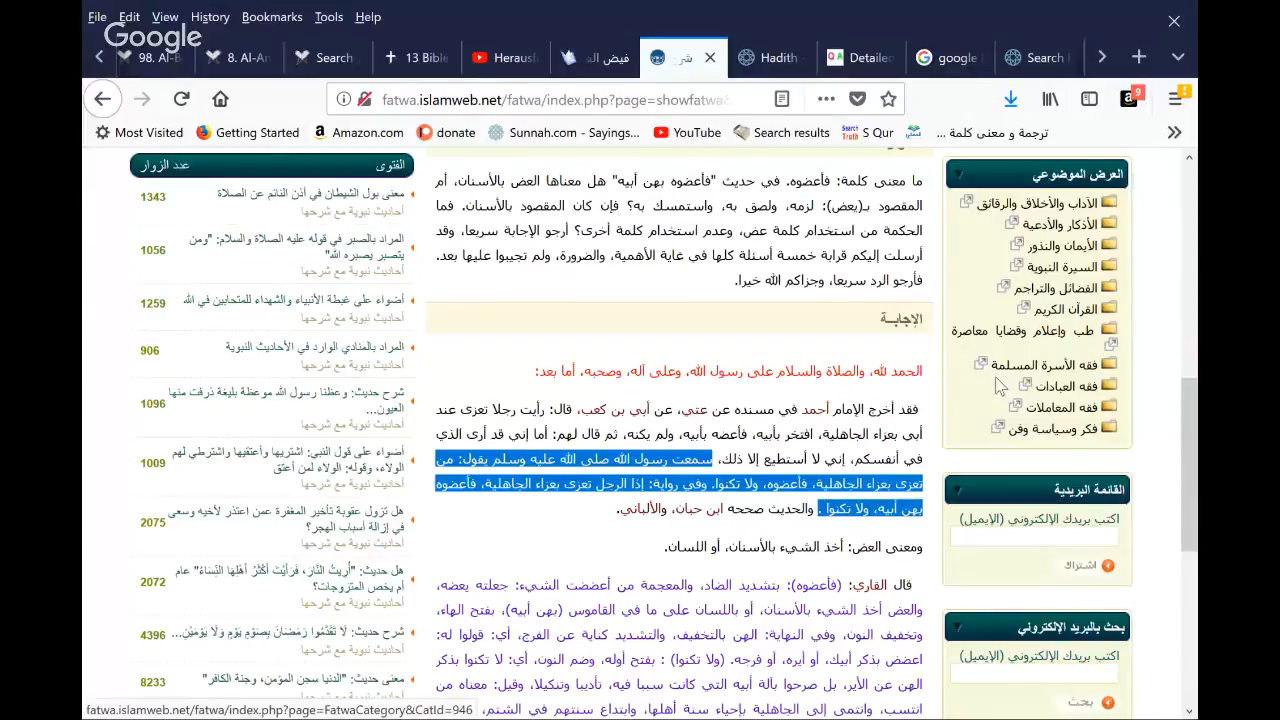 File Edit View History Bookmarks Tools Help
Google
98. Al-B
8. Al-An
Search
13 Bible
Herausf
فيض الم
شرح
Hadith
Detailed
google
Search
fatwa.islamweb.net/fatwa/index.php?page=showfatwa&
9
Most Visited
Getting Started
Amazon.com
donate
Sunnah.com - Sayings...
YouTube
Search results
Search Truth
S Qur
ترجمة و معنى كلمة ...
العرض الموضوعي
الآداب والأخلاق والرقائق
الأذكار والأدعية
الأيمان والنذور
السيرة النبوية
الفضائل والتراجم
القرآن الكريم
طب وإعلام وقضايا معاصرة
فقه الأسرة المسلمة
فقه العبادات
فقه المعاملات
فكر وسياسة وفن
القائمة البريدية
اكتب بريدك الإلكتروني (الإيميل)
اشتراك
بحث بالبريد الإلكتروني
اكتب بريدك الإلكتروني (الإيميل)
بحث
ما معنى كلمة: فأعضوه. في حديث "فأعضوه بهن أبيه" هل معناها العض بالأسنان، أم
المقصود بـ(بعض): لزمه، ولصق به، واستمسك به؟ فإن كان المقصود بالأسنان. فما
الحكمة من استخدام كلمة عض، وعدم استخدام كلمة أخرى؟ أرجو الإجابة سريعا، وقد
أرسلت إليكم قرابة خمسة أسئلة كلها في غاية الأهمية، والضرورة، ولم تجيبوا عليها بعد.
فأرجو الرد سريعا، وجزاكم الله خيرا.
الإجابــة
الحمد لله، والصلاة والسلام على رسول الله، وعلى آله، وصحبه، أما بعد:
فقد أخرج الإمام أحمد في مسنده عن عتي، عن أبي بن كعب، قال: رأيت رجلا تعزى عند
أبي بعزاء الجاهلية، افتخر بأبيه، فأعضه بأبيه، ولم يكنه، ثم قال لهم: أما إني قد أرى الذي
في أنفسكم، إني لا أستطيع إلا ذلك، سمعت رسول الله صلى الله عليه وسلم يقول: من
تعزى بعزاء الجاهلية، فأعضوه، ولا تكنوا. وفي رواية: إذا الرجل تعزى بعزاء الجاهلية، فأعضوه
بهن أبيه، ولا تكنوا . والحديث صححه ابن حبان، والألباني.
ومعنى العض: أخذ الشيء بالأسنان، أو اللسان.
قال القاري: (فأعضوه): بتشديد الضاد، والمعجمة من أعضضت الشيء: جعلته يعضه،
والعض أخذ الشيء بالأسنان، أو باللسان على ما في القاموس (بهن أبيه)، بفتح الهاء،
وتخفيف النون، وفي النهاية: الهن بالتخفيف، والتشديد كناية عن الفرج، أي: قولوا له:
اعضض بذكر أبيك، أو أيره، أو فرجه. (ولا تكنوا) : بفتح أوله، وضم النون، أي: لا تكنوا بذكر
الهن عن الأير، بل صرحوا بآلة أبيه التي كانت سببا فيه، تأديبا وتنكيلا، وقيل: معناه من
انتسب، وانتمى إلى الجاهلية بإحياء سنة أهلها، وابتداع سنتهم في الشتم،
الفتوى
عدد الزوار
معنى بول الشيطان في أذن النائم عن الصلاة
أحاديث نبوية مع شرحها
1343
المراد بالصبر في قوله عليه الصلاة والسلام: "ومن
يتصبر يصبره الله"
أحاديث نبوية مع شرحها
1056
أضواء على غبطة الأنبياء والشهداء للمتحابين في الله
أحاديث نبوية مع شرحها
1259
المراد بالمنادي الوارد في الأحاديث النبوية
أحاديث نبوية مع شرحها
906
شرح حديث: وعظنا رسول الله موعظة بليغة ذرفت منها
العيون...
أحاديث نبوية مع شرحها
1096
أضواء على قول النبي: اشتريها وأعتقيها واشترطي لهم
الولاء، وقوله: الولاء لمن أعتق
أحاديث نبوية مع شرحها
1009
هل تزول عقوبة تأخير المغفرة عمن اعتذر لأخيه وسعى
في إزالة أسباب الهجر؟
أحاديث نبوية مع شرحها
2075
هل حديث: "أُرِيتُ النَّارَ، فَرَأَيْتُ أَكْثَرُ أَهْلِهَا النِّسَاءُ" عام
أم يخص المتزوجات؟
أحاديث نبوية مع شرحها
2072
شرح حديث: لَا تَقَدَّمُوا رَمَضَانَ بِصَوْمِ يَوْمٍ وَلَا يَوْمَيْنِ...
أحاديث نبوية مع شرحها
4396
معنى حديث: "الدنيا سجن المؤمن، وجنة الكافر"
8233
fatwa.islamweb.net/fatwa/index.php?page=FatwaCategory&CatId=946